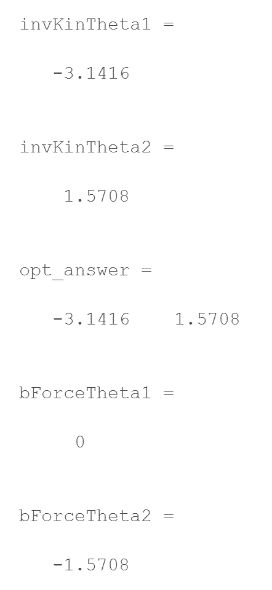 invKinTheta1 =
-3.1416
invKinTheta2 =
1.5708
opt_answer =
-3.1416 1.5708
bForceTheta1 =
0
bForceTheta2 =
-1.5708